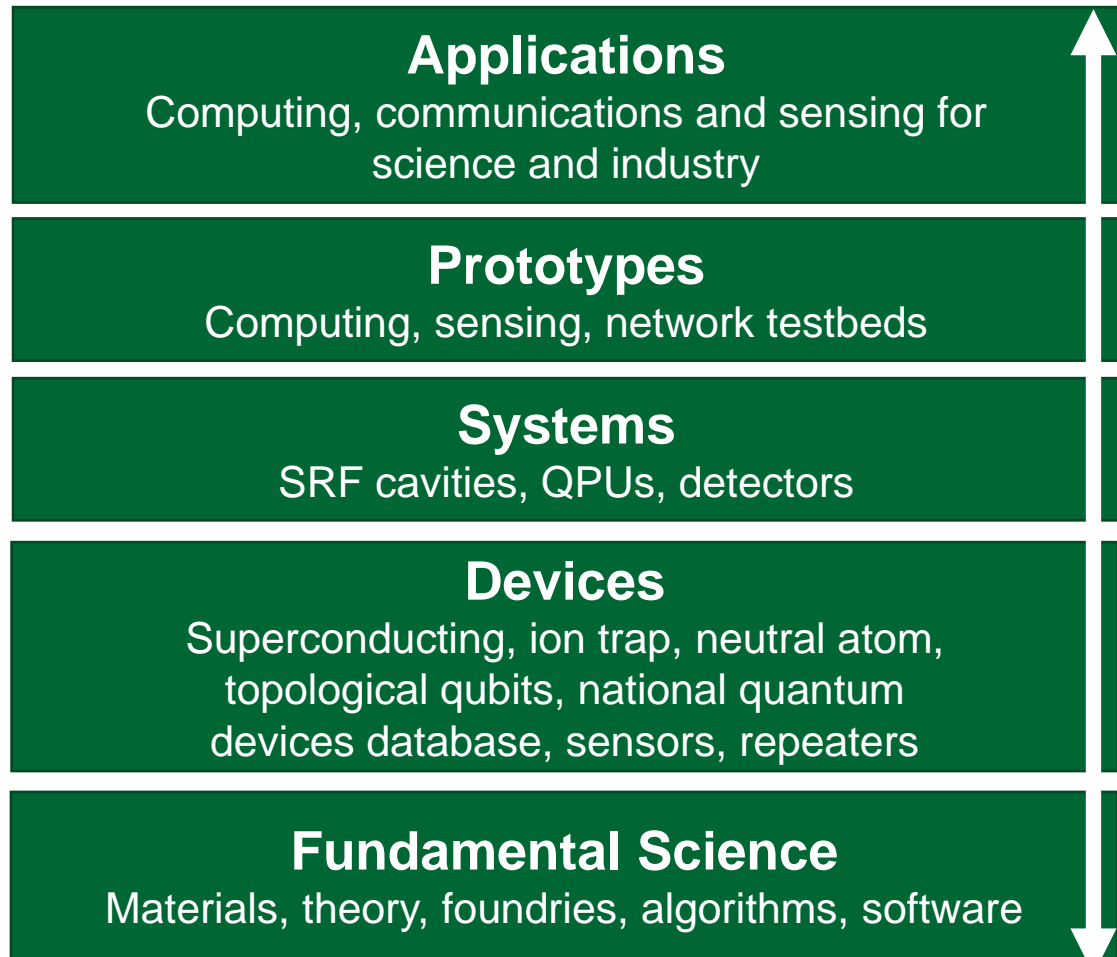 Applications
Computing, communications and sensing for
science and industry
Prototypes
Computing, sensing, network testbeds
Systems
SRF cavities, QPUs, detectors
Devices
Superconducting, ion trap, neutral atom,
topological qubits, national quantum
devices database, sensors, repeaters
Fundamental Science
Materials, theory, foundries, algorithms, software